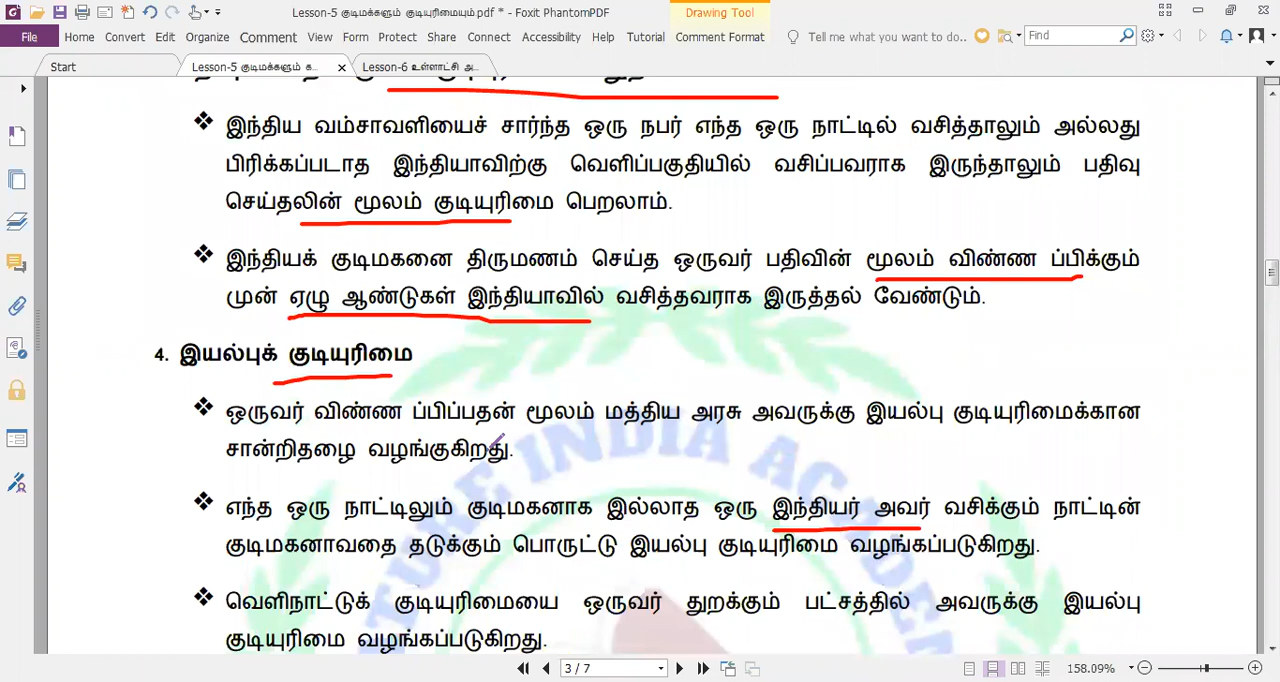 Lesson-5 குடிமக்களும் குடியுரிமையும்.pdf * - Foxit PhantomPDF
Drawing Tool
File Home Convert Edit Organize Comment View Form Protect Share Connect Accessibility Help Tutorial Comment Format Tell me what you want to do.. Find
Start Lesson-5 குடிமக்களும் க... Lesson-6 உள்ளாட்சி அ...
❖ இந்திய வம்சாவளியைச் சார்ந்த ஒரு நபர் எந்த ஒரு நாட்டில் வசித்தாலும் அல்லது
பிரிக்கப்படாத இந்தியாவிற்கு வெளிப்பகுதியில் வசிப்பவராக இருந்தாலும் பதிவு
செய்தலின் மூலம் குடியுரிமை பெறலாம்.
❖ இந்தியக் குடிமகனை திருமணம் செய்த ஒருவர் பதிவின் மூலம் விண்ண ப்பிக்கும்
முன் ஏழு ஆண்டுகள் இந்தியாவில் வசித்தவராக இருத்தல் வேண்டும்.
4. இயல்புக் குடியுரிமை
❖ ஒருவர் விண்ண ப்பிப்பதன் மூலம் மத்திய அரசு அவருக்கு இயல்பு குடியுரிமைக்கான
சான்றிதழை வழங்குகிறது.
❖ எந்த ஒரு நாட்டிலும் குடிமகனாக இல்லாத ஒரு இந்தியர் அவர் வசிக்கும் நாட்டின்
குடிமகனாவதை தடுக்கும் பொருட்டு இயல்பு குடியுரிமை வழங்கப்படுகிறது.
❖ வெளிநாட்டுக் குடியுரிமையை ஒருவர் துறக்கும் பட்சத்தில் அவருக்கு இயல்பு
குடியுரிமை வழங்கப்படுகிறது.
INDIA ACADEM
3 / 7 158.09%